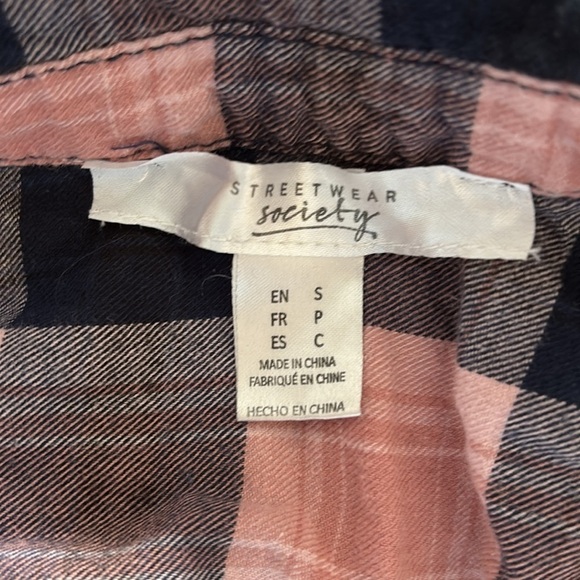 STREETWEAR
society
EN S
FR P
ES C
MADE IN CHINA
FABRIQUÉ EN CHINE
HECHO EN CHINA